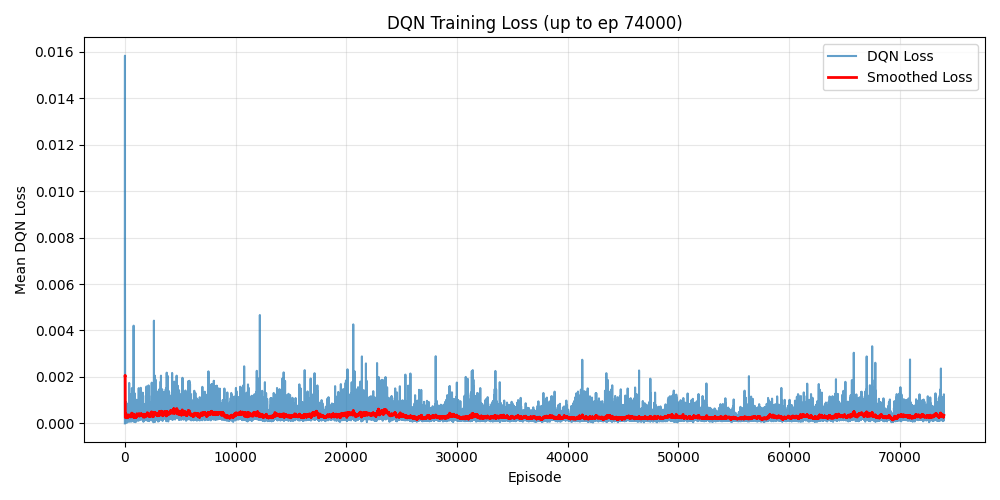 DQN Training Loss (up to ep 74000)
DQN Loss
Smoothed Loss
Mean DQN Loss
0.016
0.014
0.012
0.010
0.008
0.006
0.004
0.002
0.000
0 10000 20000 30000 40000 50000 60000 70000
Episode